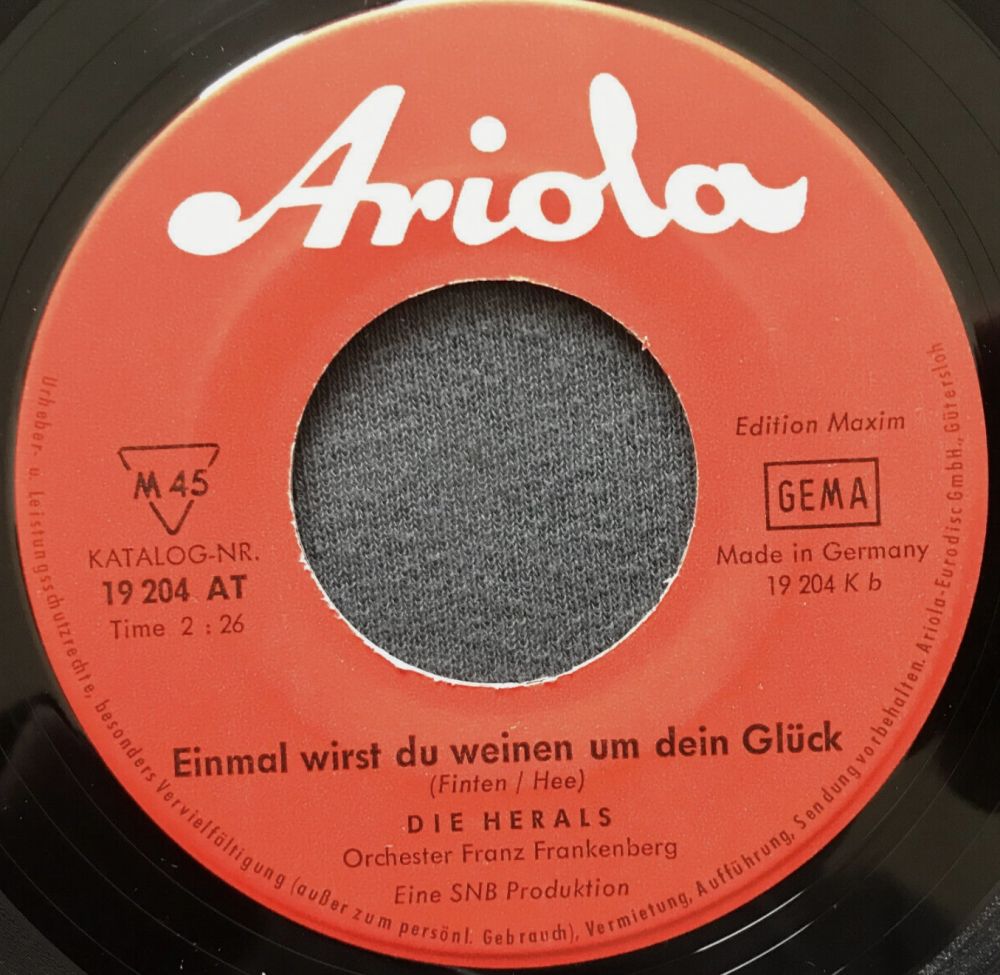 Ariola
M 45
KATALOG-NR.
19 204 AT
Time 2 : 26
Edition Maxim
GEMA
Made in Germany
19 204 K b
Einmal wirst du weinen um dein Glück
(Finten / Hee)
DIE HERALS
Orchester Franz Frankenberg
Eine SNB Produktion
Urheber- u. Leistungsschutzrechte, besonders Vervielfältigung (außer zum persönl. Gebrauch), Vermietung, Aufführung, Sendung vorbehalten. Ariola-Eurodisc GmbH., Gütersloh